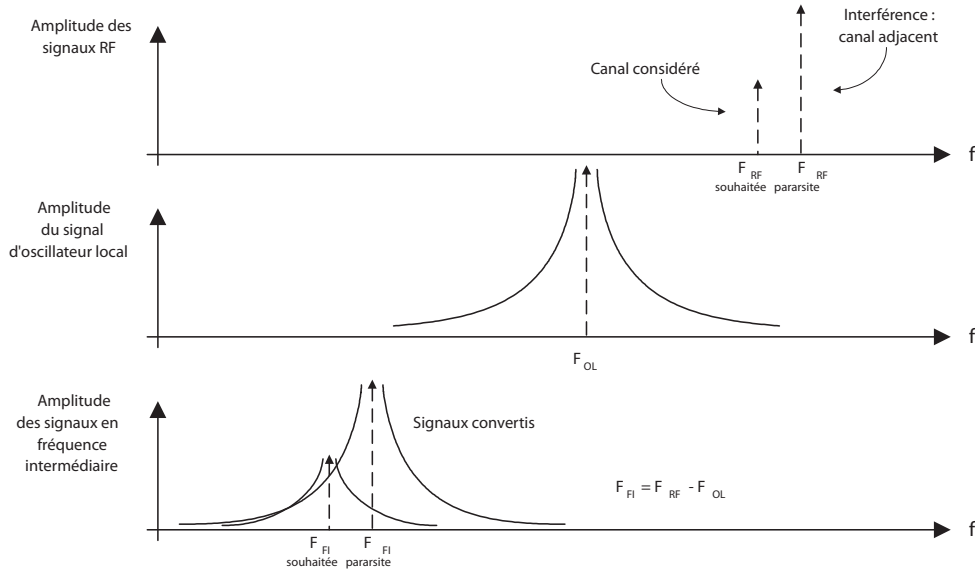 Amplitude des
signaux RF
Interférence :
canal adjacent
Canal considéré
f
F RF
souhaitée
F RF
pararsite
Amplitude
du signal
d'oscillateur local
f
F OL
Amplitude
des signaux en
fréquence
intermédiaire
Signaux convertis
F FI = F RF - F OL
f
F FI
souhaitée
F FI
pararsite